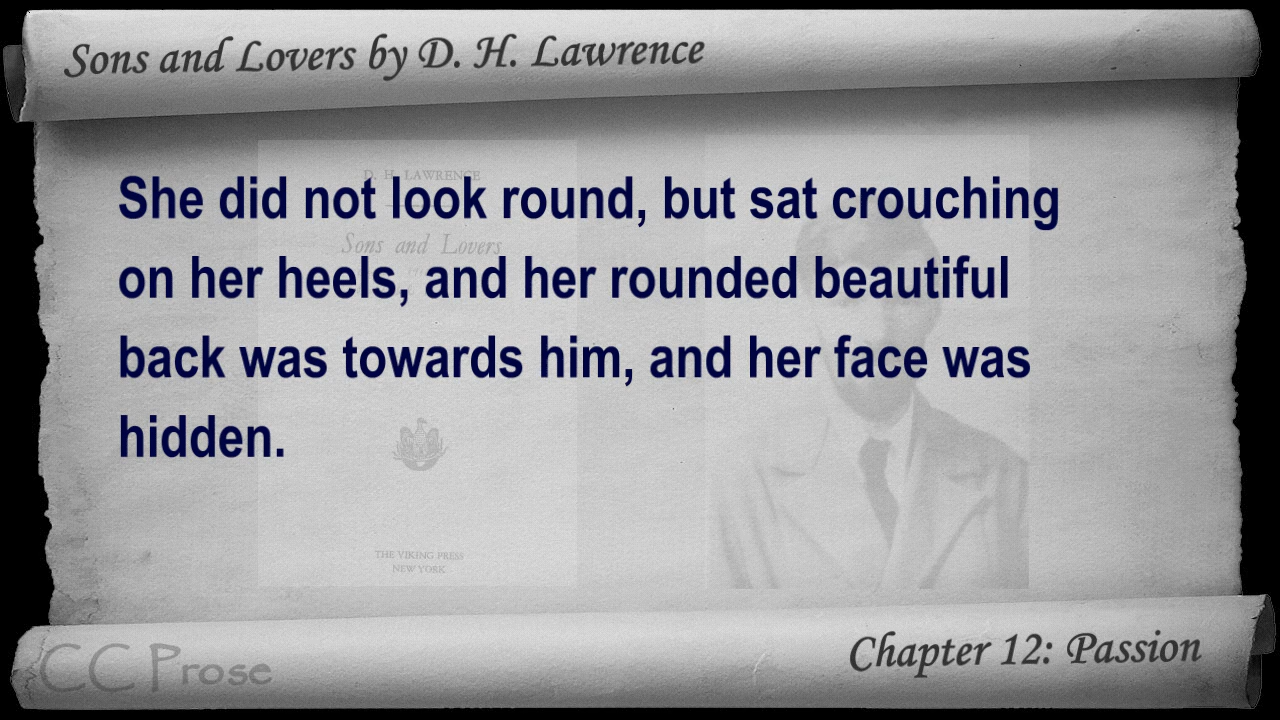 Sons and Lovers by D. H. Lawrence
D. H. LAWRENCE
She did not look round, but sat crouching
Sons and Lovers
on her heels, and her rounded beautiful
back was towards him, and her face was
hidden.
THE VIKING PRESS
NEW YORK
CC Prose
Chapter 12: Passion